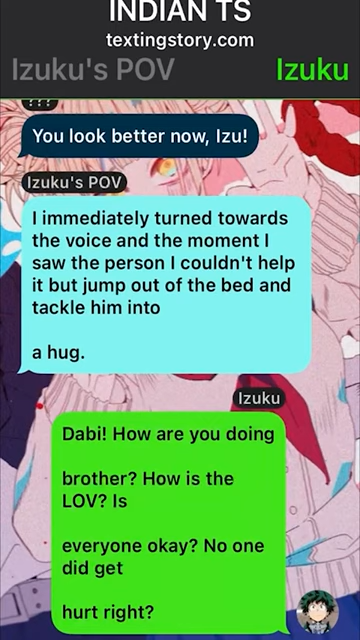 INDIAN TS
textingstory.com
Izuku's POV
Izuku
???
You look better now, Izu!
Izuku's POV
I immediately turned towards
the voice and the moment I
saw the person I couldn't help
it but jump out of the bed and
tackle him into
a hug.
Izuku
Dabi! How are you doing
brother? How is the
LOV? Is
everyone okay? No one
did get
hurt right?